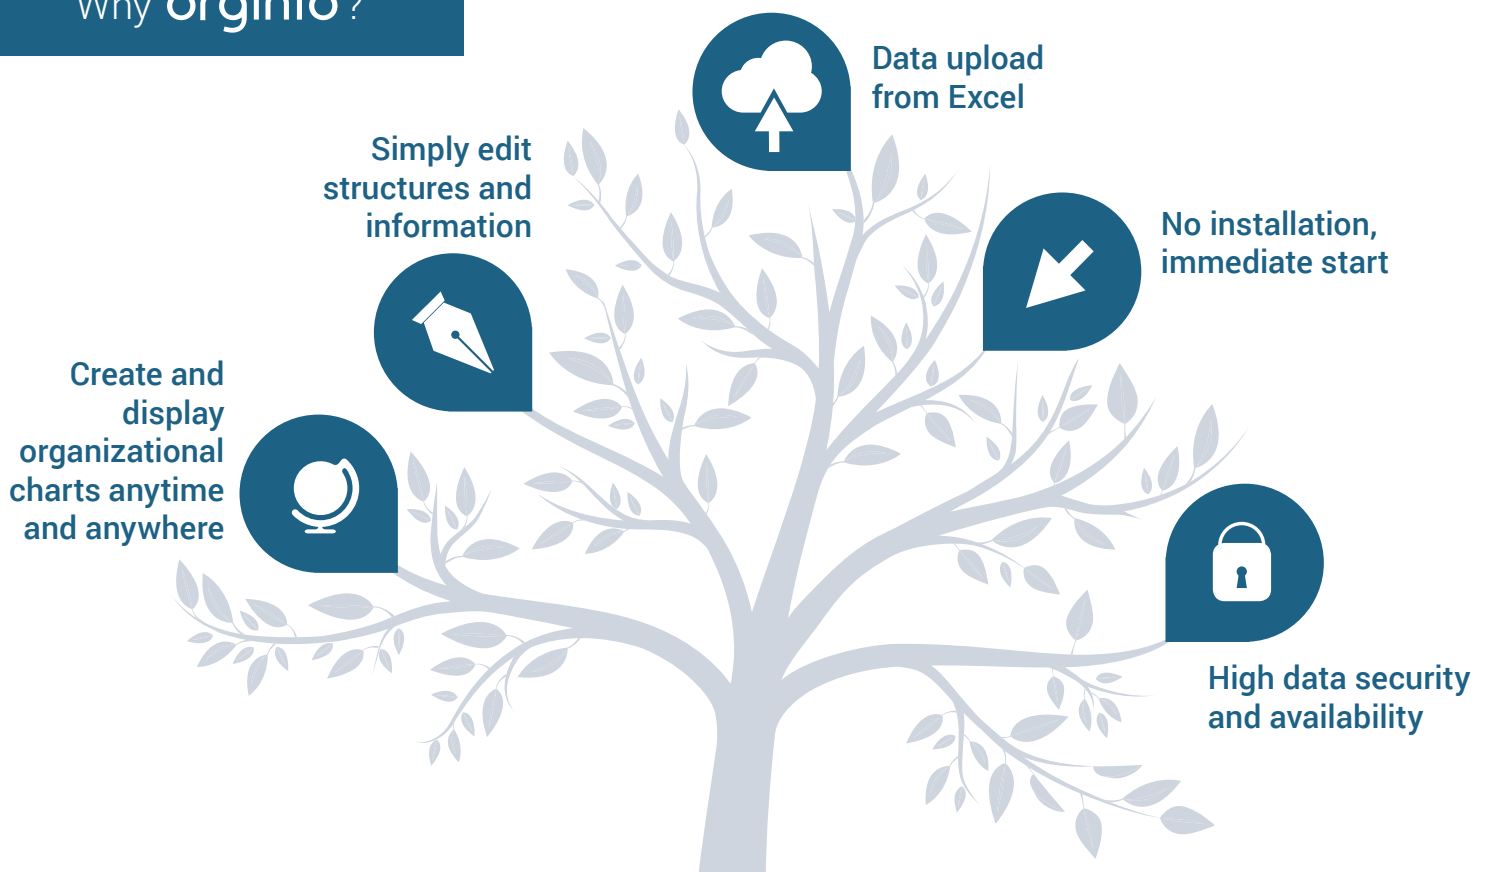 Why orginio?
Data upload
from Excel
Simply edit
structures and
information
No installation,
immediate start
Create and
display
organizational
charts anytime
and anywhere
High data security
and availability